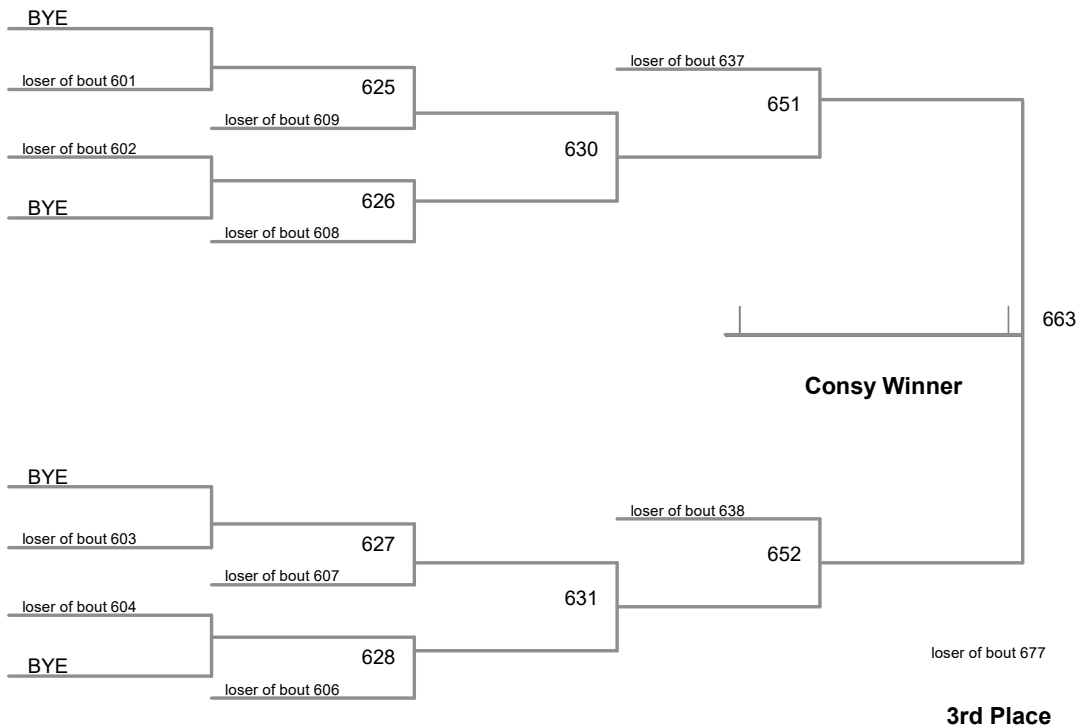 BYE
loser of bout 601
625
loser of bout 609
loser of bout 602
626
BYE
loser of bout 608
630
loser of bout 637
651
663
Consy Winner
BYE
loser of bout 603
627
loser of bout 607
loser of bout 604
628
BYE
loser of bout 606
631
loser of bout 638
652
loser of bout 677
3rd Place